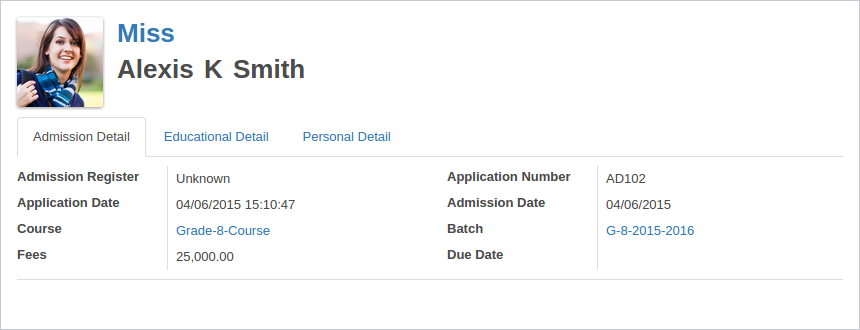 Miss
Alexis K Smith
Admission Detail Educational Detail Personal Detail
Admission Register Unknown Application Number AD102
Application Date 04/06/2015 15:10:47 Admission Date 04/06/2015
Course Grade-8-Course Batch G-8-2015-2016
Fees 25,000.00 Due Date